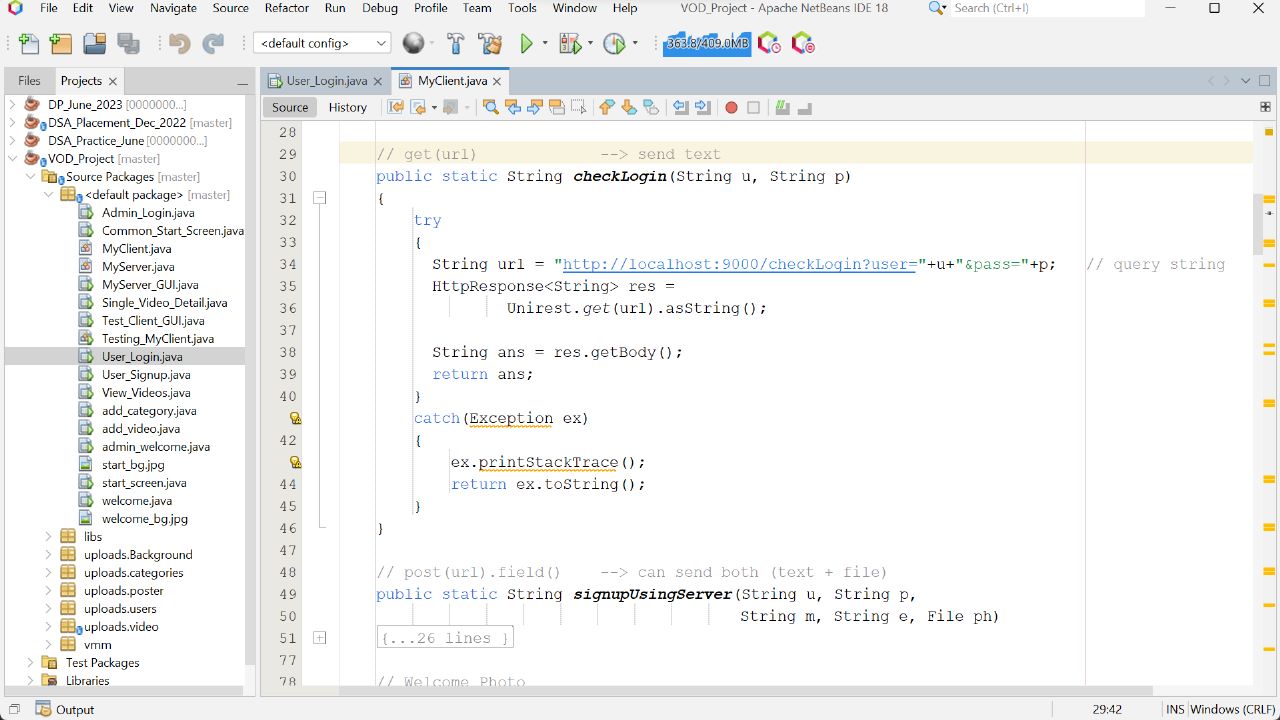 File Edit View Navigate Source Refactor Run Debug Profile Team Tools Window Help VOD_Project - Apache NetBeans IDE 18 Search (Ctrl+I)
<default config> 363.8/409.0MB
Files Projects
User_Login.java MyClient.java
Source History
DP_June_2023 [0000000...]
DSA_Placement_Dec_2022 [master]
DSA_Practice_June [0000000...]
VOD_Project [master]
Source Packages [master]
<default package> [master]
Admin_Login.java
Common_Start_Screen.java
MyClient.java
MyServer.java
MyServer_GUI.java
Single_Video_Detail.java
Test_Client_GUI.java
Testing_MyClient.java
User_Login.java
User_Signup.java
View_Videos.java
add_category.java
add_video.java
admin_welcome.java
start_bg.jpg
start_screen.java
welcome.java
welcome_bg.jpg
libs
uploads.Background
uploads.categories
uploads.poster
uploads.users
uploads.video
vmm
Test Packages
Libraries
28
29 // get(url) --> send text
30 public static String checkLogin(String u, String p)
31 {
32 try
33 {
34 String url = "http://localhost:9000/checkLogin?user="+u+"&pass="+p; // query string
35 HttpResponse<String> res =
36 Unirest.get(url).asString();
37
38 String ans = res.getBody();
39 return ans;
40 }
catch(Exception ex)
42 {
ex.printStackTrace();
44 return ex.toString();
45 }
46 }
47
48 // post(url).field() --> can send both (text + file)
49 public static String signupUsingServer(String u, String p,
50 String m, String e, File ph)
51 {...26 lines }
77
78 // Welcome Photo
Output 29:42 INS Windows (CRLF)